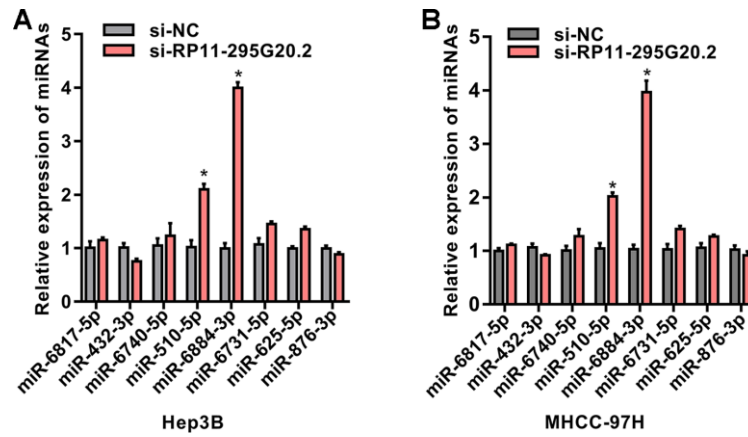 A
si-NC
si-RP11-295G20.2
Relative expression of miRNAs
5
4
3
2
1
0
*
*
miR-6817-5p
miR-432-3p
miR-6740-5p
miR-510-5p
miR-6884-3p
miR-6731-5p
miR-625-5p
miR-876-3p
Hep3B
B
si-NC
si-RP11-295G20.2
Relative expression of miRNAs
5
4
3
2
1
0
*
*
miR-6817-5p
miR-432-3p
miR-6740-5p
miR-510-5p
miR-6884-3p
miR-6731-5p
miR-625-5p
miR-876-3p
MHCC-97H